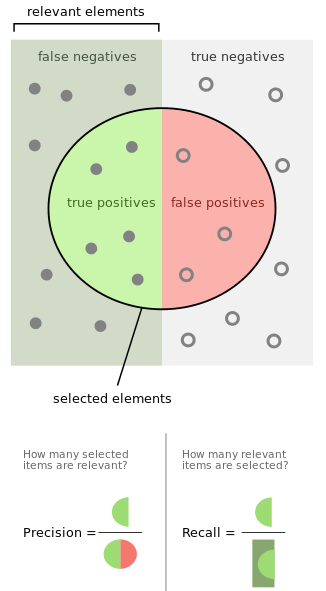 relevant elements
false negatives
true negatives
true positives
false positives
selected elements
How many selected
items are relevant?
How many relevant
items are selected?
Precision =
Recall =